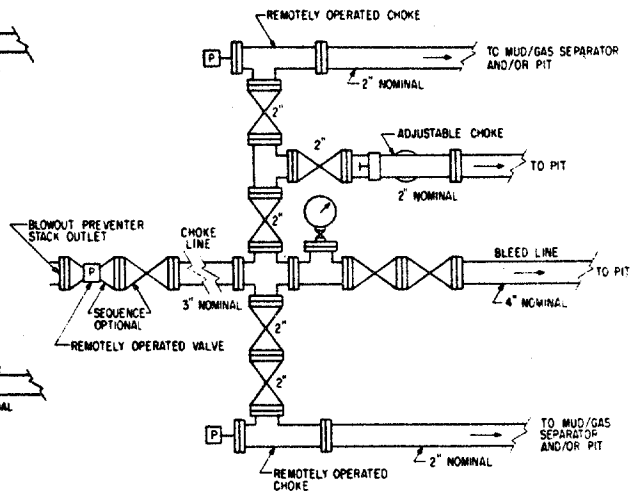 REMOTELY OPERATED CHOKE
P
TO MUD/GAS SEPARATOR
AND/OR PIT
2" NOMINAL
2"
2"
ADJUSTABLE CHOKE
TO PIT
2" NOMINAL
2"
BLOWOUT PREVENTER
STACK OUTLET
CHOKE
LINE
BLEED LINE
P
TO PIT
3" NOMINAL
4" NOMINAL
SEQUENCE
OPTIONAL
REMOTELY OPERATED VALVE
2"
2"
P
TO MUD/GAS
SEPARATOR
AND/OR PIT
2" NOMINAL
REMOTELY OPERATED
CHOKE